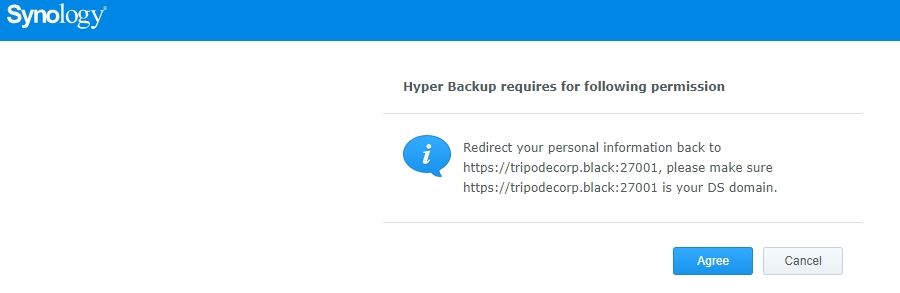 Synology
Hyper Backup requires for following permission
Redirect your personal information back to
https://tripodecorp.black:27001, please make sure
https://tripodecorp.black:27001 is your DS domain.
Agree Cancel